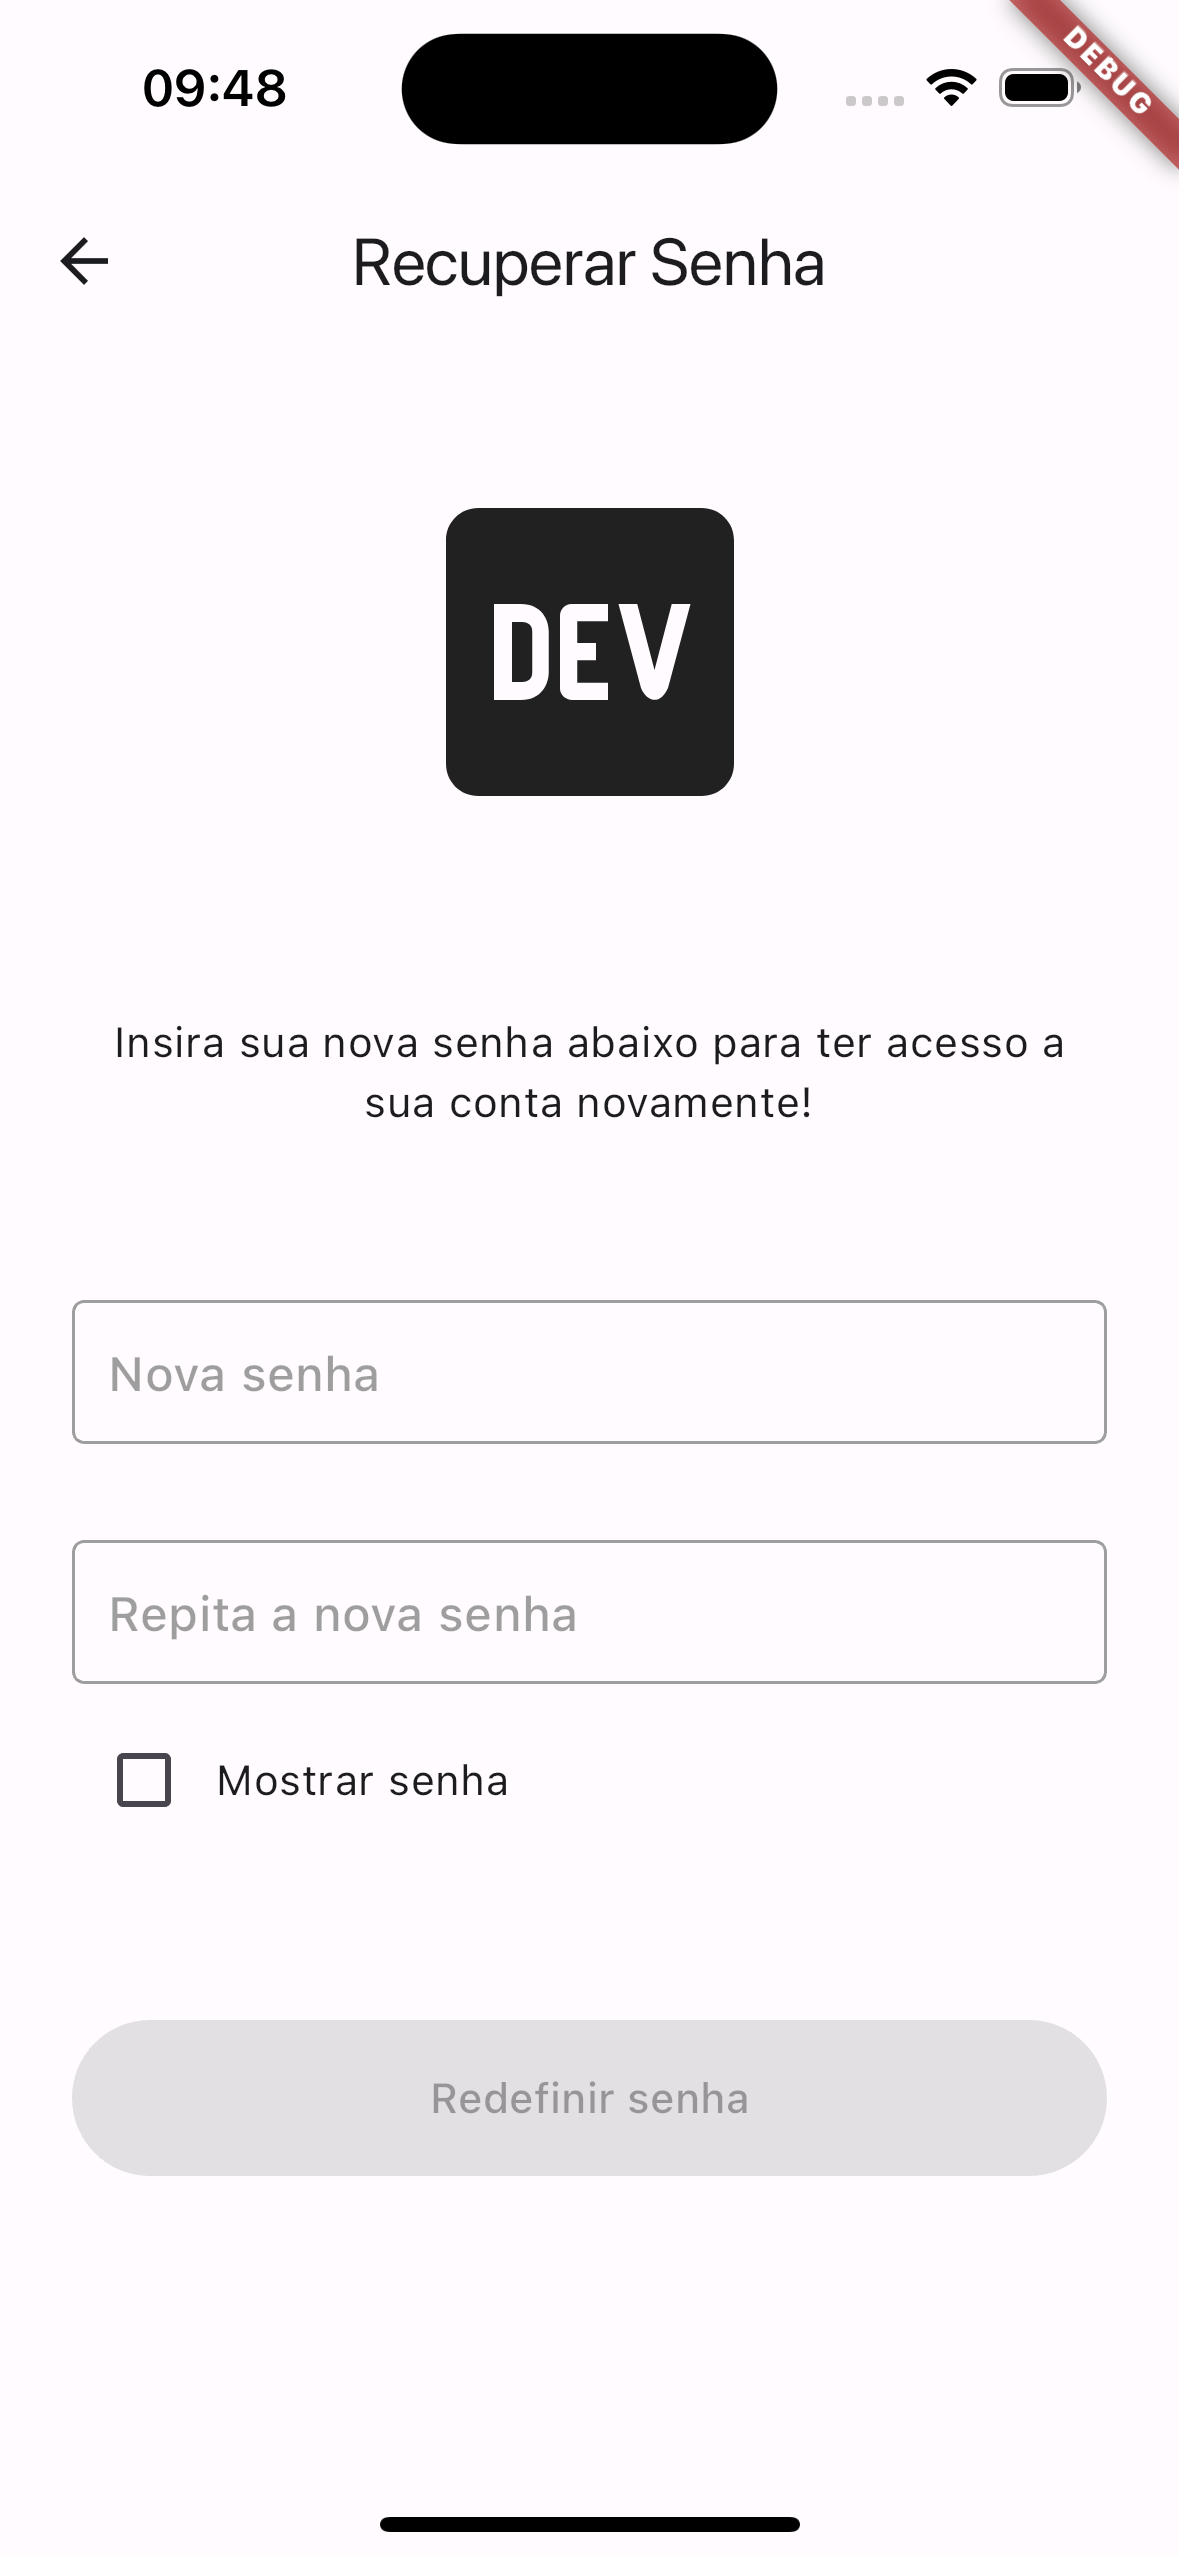 09:48
DEBUG
Recuperar Senha
DEV
Insira sua nova senha abaixo para ter acesso a
sua conta novamente!
Nova senha
Repita a nova senha
Mostrar senha
Redefinir senha